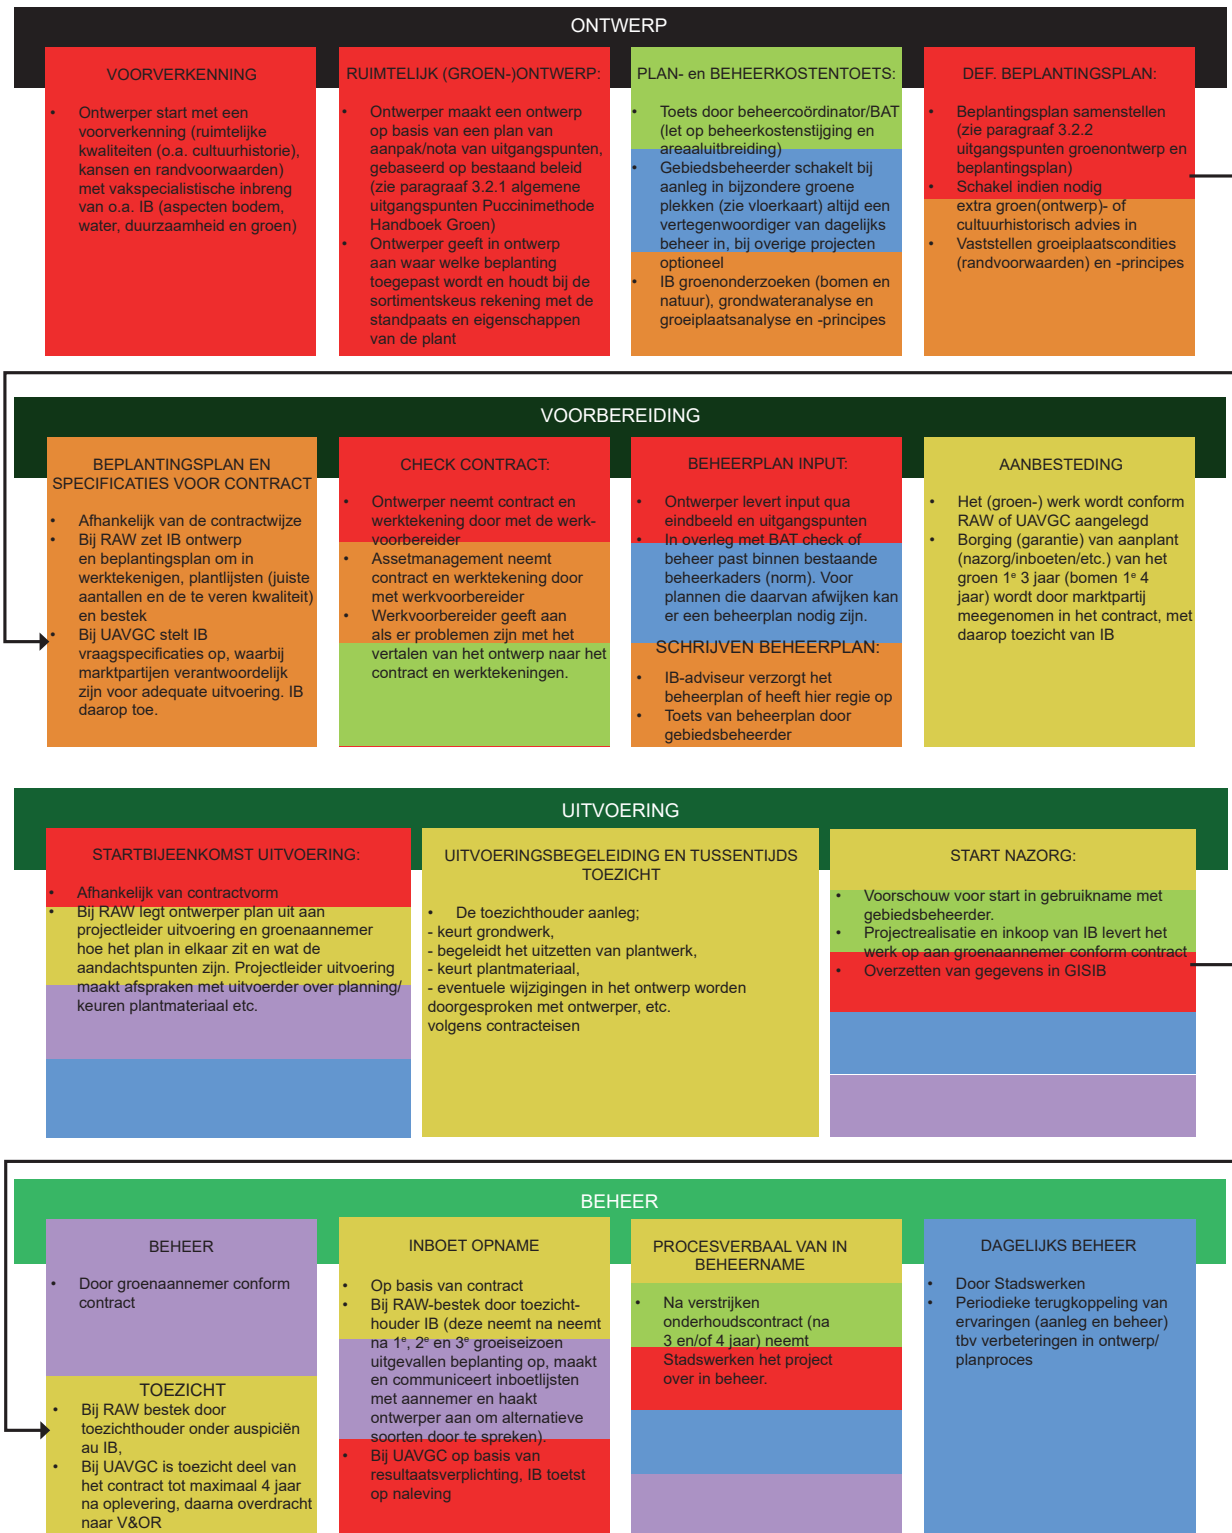 ONTWERP
VOORVERKENNING
• Ontwerper start met een
voorverkenning (ruimtelijke
kwaliteiten (o.a. cultuurhistorie),
kansen en randvoorwaarden)
met vakspecialistische inbreng
van o.a. IB (aspecten bodem,
water, duurzaamheid en groen)
RUIMTELIJK (GROEN-)ONTWERP:
• Ontwerper maakt een ontwerp
op basis van een plan van
aanpak/nota van uitgangspunten,
gebaseerd op bestaand beleid
(zie paragraaf 3.2.1 algemene
uitgangspunten Puccinimethode
Handboek Groen)
• Ontwerper geeft in ontwerp
aan waar welke beplanting
toegepast wordt en houdt bij de
sortimentskeus rekening met de
standpaats en eigenschappen
van de plant
PLAN- en BEHEERKOSTENTOETS:
• Toets door beheercoördinator/BAT
(let op beheerkostenstijging en
areaaluitbreiding)
• Gebiedsbeheerder schakelt bij
aanleg in bijzondere groene
plekken (zie vloerkaart) altijd een
vertegenwoordiger van dagelijks
beheer in, bij overige projecten
optioneel
• IB groenonderzoeken (bomen en
natuur), grondwateranalyse en
groeiplaatsanalyse en -principes
DEF. BEPLANTINGSPLAN:
• Beplantingsplan samenstellen
(zie paragraaf 3.2.2
uitgangspunten groenontwerp en
beplantingsplan)
• Schakel indien nodig
extra groen(ontwerp)- of
cultuurhistorisch advies in
• Vaststellen groeiplaatscondities
(randvoorwaarden) en -principes
VOORBEREIDING
BEPLANTINGSPLAN EN
SPECIFICATIES VOOR CONTRACT
• Afhankelijk van de contractwijze
• Bij RAW zet IB ontwerp
en beplantingsplan om in
werktekenigen, plantlijsten (juiste
aantallen en de te veren kwaliteit)
en bestek
• Bij UAVGC stelt IB
vraagspecificaties op, waarbij
marktpartijen verantwoordelijk
zijn voor adequate uitvoering. IB
daarop toe.
CHECK CONTRACT:
• Ontwerper neemt contract en
werktekening door met de werk-
voorbereider
• Assetmanagement neemt
contract en werktekening door
met werkvoorbereider
• Werkvoorbereider geeft aan
als er problemen zijn met het
vertalen van het ontwerp naar het
contract en werktekeningen.
BEHEERPLAN INPUT:
• Ontwerper levert input qua
eindbeeld en uitgangspunten
• In overleg met BAT check of
beheer past binnen bestaande
beheerkaders (norm). Voor
plannen die daarvan afwijken kan
er een beheerplan nodig zijn.
SCHRIJVEN BEHEERPLAN:
• IB-adviseur verzorgt het
beheerplan of heeft hier regie op
• Toets van beheerplan door
gebiedsbeheerder
AANBESTEDING
• Het (groen-) werk wordt conform
RAW of UAVGC aangelegd
• Borging (garantie) van aanplant
(nazorg/inboeten/etc.) van het
groen 1e 3 jaar (bomen 1e 4
jaar) wordt door marktpartij
meegenomen in het contract, met
daarop toezicht van IB
UITVOERING
STARTBIJEENKOMST UITVOERING:
• Afhankelijk van contractvorm
• Bij RAW legt ontwerper plan uit aan
projectleider uitvoering en groenaannemer
hoe het plan in elkaar zit en wat de
aandachtspunten zijn. Projectleider uitvoering
maakt afspraken met uitvoerder over planning/
keuren plantmateriaal etc.
UITVOERINGSBEGELEIDING EN TUSSENTIJDS
TOEZICHT
• De toezichthouder aanleg;
- keurt grondwerk,
- begeleidt het uitzetten van plantwerk,
- keurt plantmateriaal,
- eventuele wijzigingen in het ontwerp worden
doorgesproken met ontwerper, etc.
volgens contracteisen
START NAZORG:
• Voorschouw voor start in gebruikname met
gebiedsbeheerder.
• Projectrealisatie en inkoop van IB levert het
werk op aan groenaannemer conform contract
• Overzetten van gegevens in GISIB
BEHEER
BEHEER
• Door groenaannemer conform
contract
TOEZICHT
• Bij RAW bestek door
toezichthouder onder auspiciën
au IB,
• Bij UAVGC is toezicht deel van
het contract tot maximaal 4 jaar
na oplevering, daarna overdracht
naar V&OR
INBOET OPNAME
• Op basis van contract
• Bij RAW-bestek door toezicht-
houder IB (deze neemt na neemt
na 1e, 2e en 3e groeiseizoen
uitgevallen beplanting op, maakt
en communiceert inboetlijsten
met aannemer en haakt
ontwerper aan om alternatieve
soorten door te spreken).
• Bij UAVGC op basis van
resultaatsverplichting, IB toetst
op naleving
PROCESVERBAAL VAN IN
BEHEERNAME
• Na verstrijken
onderhoudscontract (na
3 en/of 4 jaar) neemt
Stadswerken het project
over in beheer.
DAGELIJKS BEHEER
• Door Stadswerken
• Periodieke terugkoppeling van
ervaringen (aanleg en beheer)
tbv verbeteringen in ontwerp/
planproces